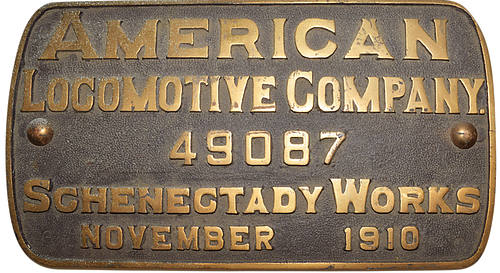 AMERICAN
LOCOMOTIVE COMPANY.
49087
SCHENECTADY WORKS
NOVEMBER 1910